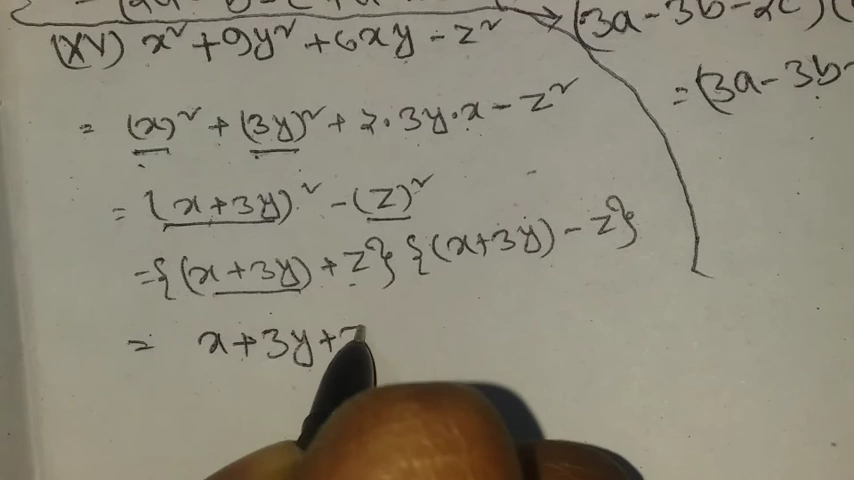 (3a-3b-2c)(
(XV) x² + 9y² + 6xy - z²
= (3a-3b-
= (x)² + (3y)² + 2·3y·x - z²
= (x+3y)² - (z)²
= {(x+3y) + z} {(x+3y) - z}
= x+3y+z